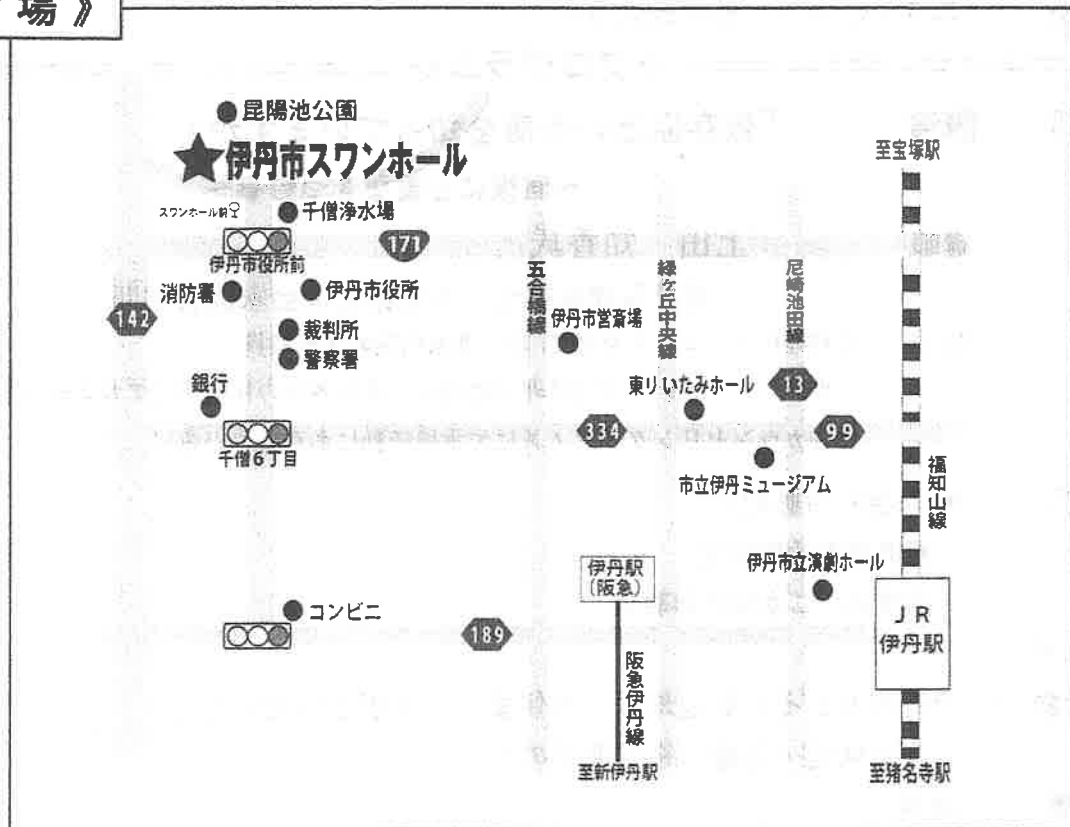 場》
昆陽池公園
★伊丹市スワンホール
至宝塚駅
スワンホール前
千僧浄水場
171
伊丹市役所前
消防署
伊丹市役所
142
裁判所
警察署
銀行
千僧6丁目
五合橋線
緑ケ丘中央線
尼崎池田線
伊丹市営斎場
東りいたみホール
13
334
99
市立伊丹ミュージアム
福知山線
伊丹市立演劇ホール
伊丹駅
(阪急)
JR
伊丹駅
コンビニ
189
阪急伊丹線
至新伊丹駅
至猪名寺駅